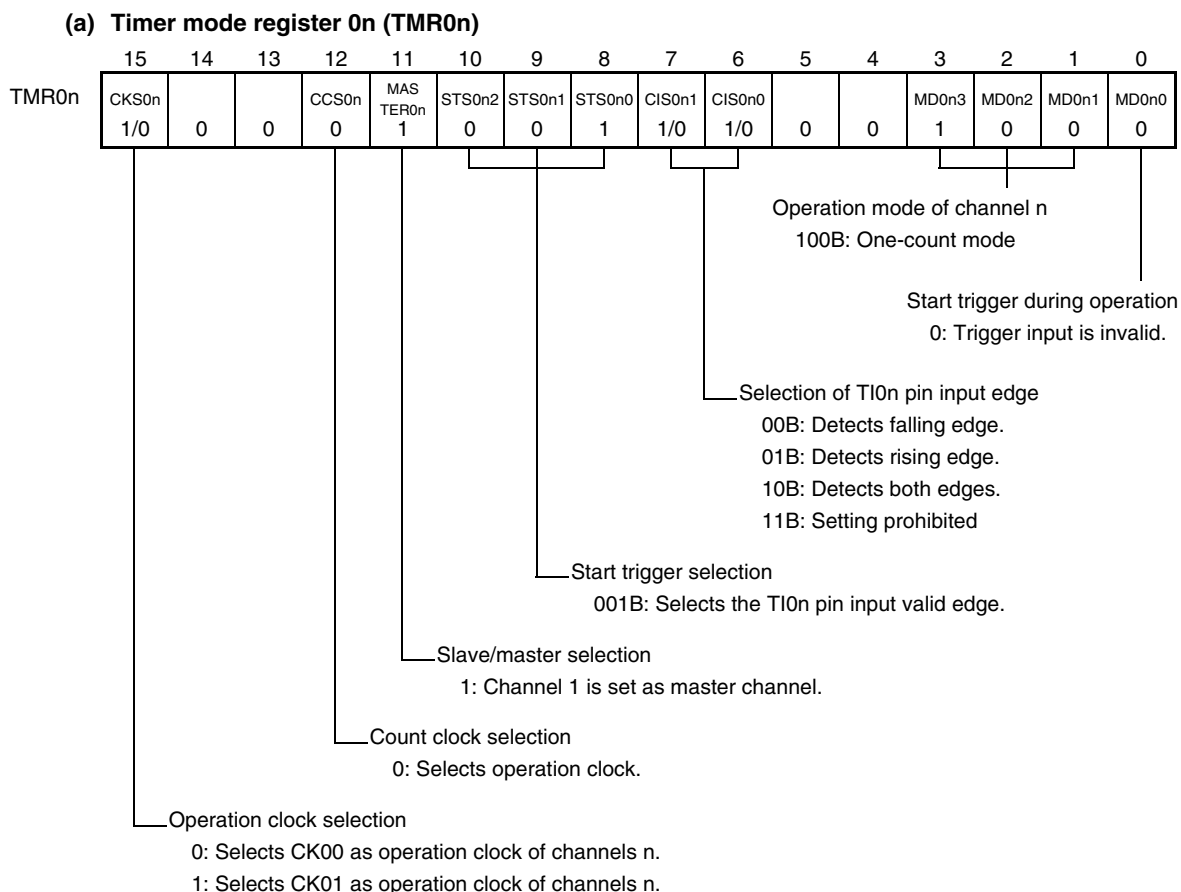 (a) Timer mode register 0n (TMR0n)
15 14 13 12 11 10 9 8 7 6 5 4 3 2 1 0
TMR0n CKS0n CCS0n MAS TER0n STS0n2 STS0n1 STS0n0 CIS0n1 CIS0n0 MD0n3 MD0n2 MD0n1 MD0n0
1/0 0 0 0 1 0 0 1 1/0 1/0 0 0 1 0 0 0
Operation mode of channel n
100B: One-count mode
Start trigger during operation
0: Trigger input is invalid.
Selection of TI0n pin input edge
00B: Detects falling edge.
01B: Detects rising edge.
10B: Detects both edges.
11B: Setting prohibited
Start trigger selection
001B: Selects the TI0n pin input valid edge.
Slave/master selection
1: Channel 1 is set as master channel.
Count clock selection
0: Selects operation clock.
Operation clock selection
0: Selects CK00 as operation clock of channels n.
1: Selects CK01 as operation clock of channels n.